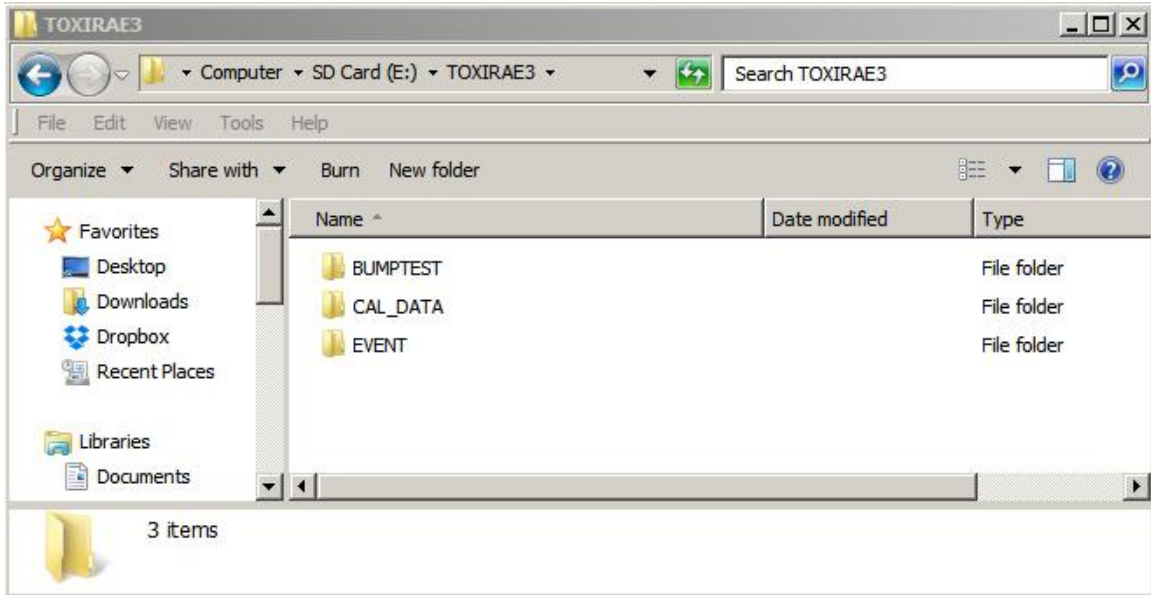 TOXIRAE3
Computer SD Card (E:) TOXIRAE3 Search TOXIRAE3
File Edit View Tools Help
Organize Share with Burn New folder
Name Date modified Type
Favorites
Desktop
Downloads
Dropbox
Recent Places
Libraries
Documents
BUMPTEST File folder
CAL_DATA File folder
EVENT File folder
3 items